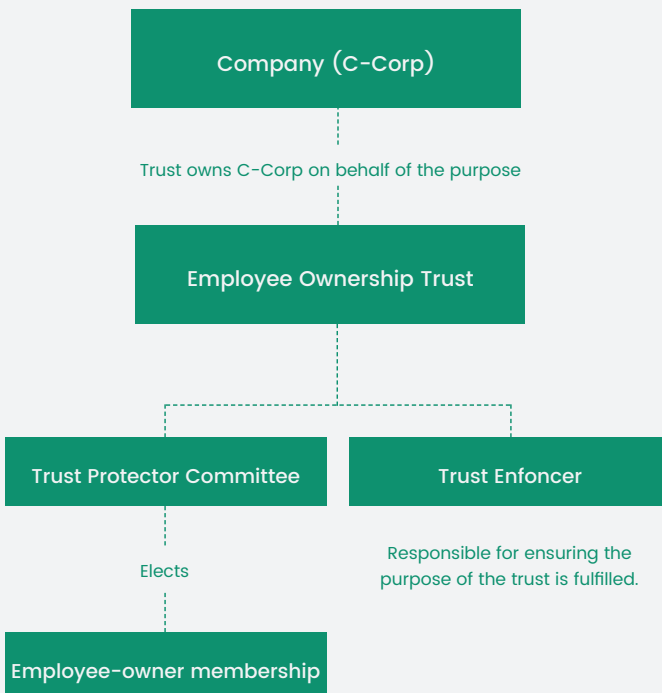 Company (C-Corp)
Trust owns C-Corp on behalf of the purpose
Employee Ownership Trust
Trust Protector Committee
Trust Enfoncer
Elects
Responsible for ensuring the
purpose of the trust is fulfilled.
Employee-owner membership